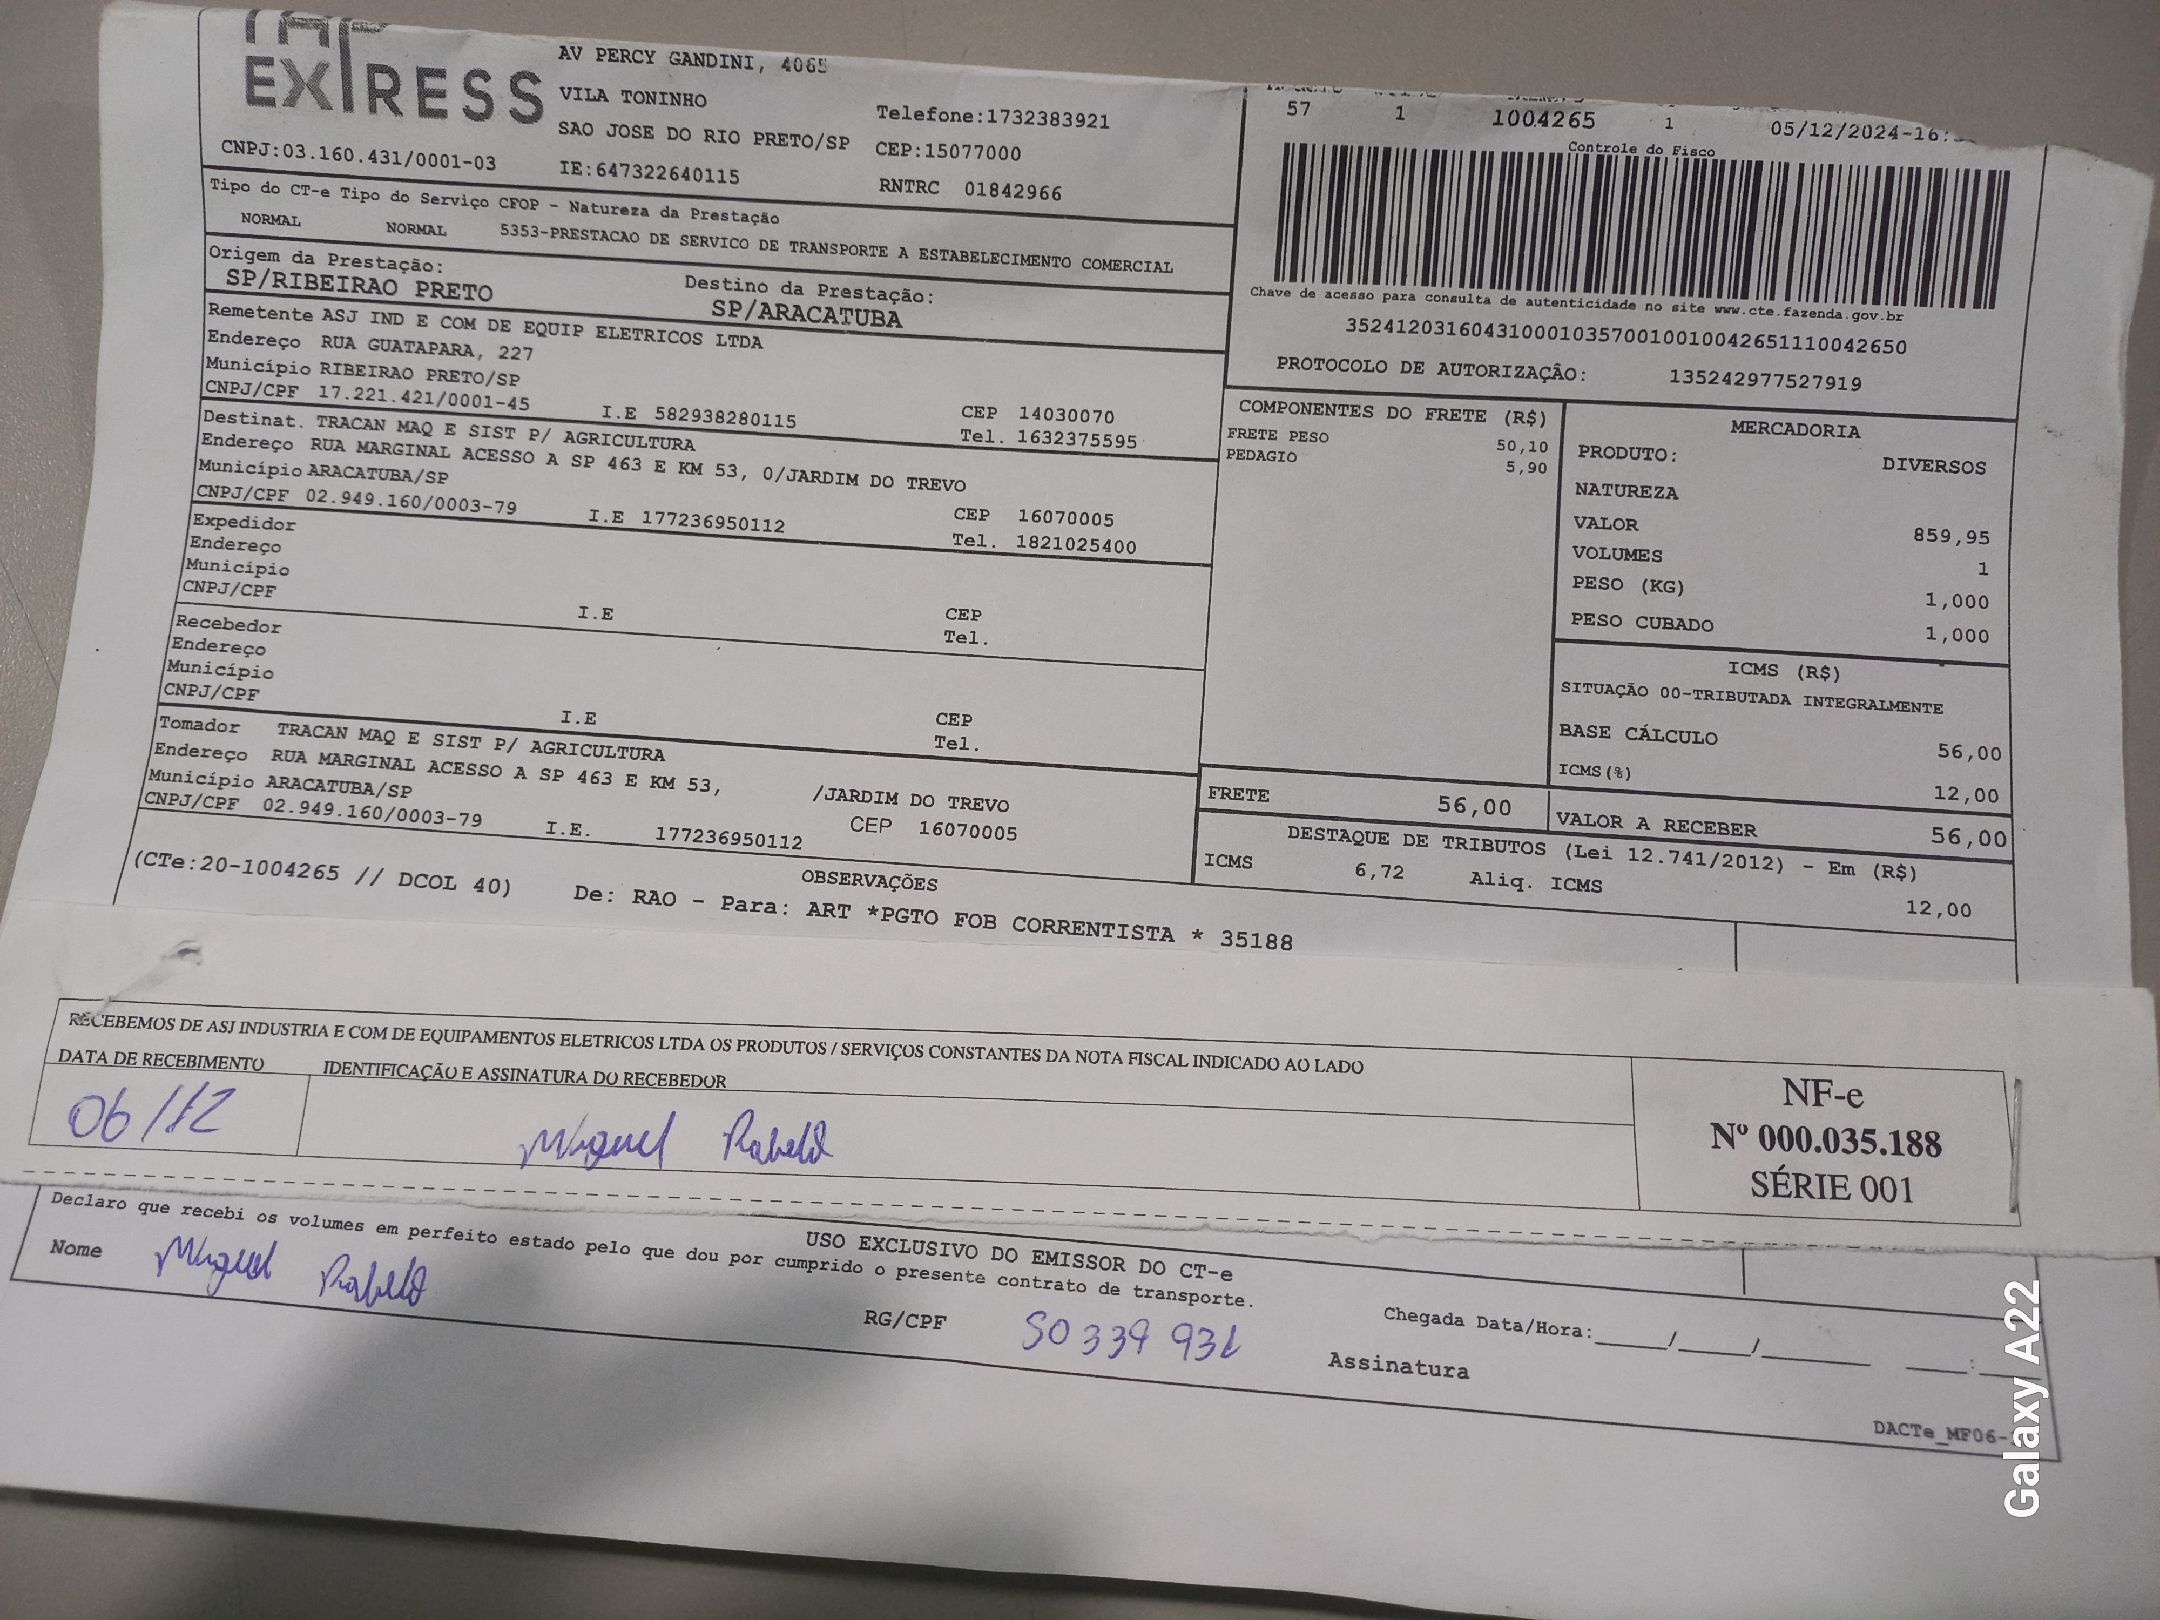 EXPRESS
AV PERCY GANDINI, 4065
VILA TONINHO
SAO JOSE DO RIO PRETO/SP
Telefone:1732383921
CEP:15077000
CNPJ:03.160.431/0001-03
IE:647322640115
RNTRC 01842966
57 1 1004265 1 05/12/2024-16:
Controle do Fisco
Chave de acesso para consulta de autenticidade no site www.cte.fazenda.gov.br
35241203160431000103570010010042651110042650
PROTOCOLO DE AUTORIZAÇÃO: 135242977527919
Tipo do CT-e Tipo do Serviço CFOP - Natureza da Prestação
NORMAL NORMAL 5353-PRESTACAO DE SERVICO DE TRANSPORTE A ESTABELECIMENTO COMERCIAL
Origem da Prestação: Destino da Prestação:
SP/RIBEIRAO PRETO SP/ARACATUBA
Remetente ASJ IND E COM DE EQUIP ELETRICOS LTDA
Endereço RUA GUATAPARA, 227
Município RIBEIRAO PRETO/SP
CNPJ/CPF 17.221.421/0001-45 I.E 582938280115
CEP 14030070
Tel. 1632375595
Destinat. TRACAN MAQ E SIST P/ AGRICULTURA
Endereço RUA MARGINAL ACESSO A SP 463 E KM 53, 0/JARDIM DO TREVO
Município ARACATUBA/SP
CNPJ/CPF 02.949.160/0003-79 I.E 177236950112
CEP 16070005
Tel. 1821025400
Expedidor
Endereço
Município
CNPJ/CPF I.E
CEP
Tel.
Recebedor
Endereço
Município
CNPJ/CPF I.E
CEP
Tel.
Tomador TRACAN MAQ E SIST P/ AGRICULTURA
Endereço RUA MARGINAL ACESSO A SP 463 E KM 53, /JARDIM DO TREVO
Município ARACATUBA/SP
CNPJ/CPF 02.949.160/0003-79 I.E. 177236950112 CEP 16070005
COMPONENTES DO FRETE (R$)
FRETE PESO 50,10
PEDAGIO 5,90
MERCADORIA
PRODUTO: DIVERSOS
NATUREZA
VALOR 859,95
VOLUMES 1
PESO (KG) 1,000
PESO CUBADO 1,000
ICMS (R$)
SITUAÇÃO 00-TRIBUTADA INTEGRALMENTE
BASE CÁLCULO 56,00
ICMS(%) 12,00
FRETE 56,00 VALOR A RECEBER 56,00
DESTAQUE DE TRIBUTOS (Lei 12.741/2012) - Em (R$)
ICMS 6,72 Aliq. ICMS 12,00
OBSERVAÇÕES
(CTe:20-1004265 // DCOL 40) De: RAO - Para: ART *PGTO FOB CORRENTISTA * 35188
RECEBEMOS DE ASJ INDUSTRIA E COM DE EQUIPAMENTOS ELETRICOS LTDA OS PRODUTOS / SERVIÇOS CONSTANTES DA NOTA FISCAL INDICADO AO LADO
DATA DE RECEBIMENTO IDENTIFICAÇÃO E ASSINATURA DO RECEBEDOR
06/12 Miguel Rabelo
NF-e
Nº 000.035.188
SÉRIE 001
USO EXCLUSIVO DO EMISSOR DO CT-e
Declaro que recebi os volumes em perfeito estado pelo que dou por cumprido o presente contrato de transporte.
Nome Miguel Rabelo
RG/CPF 50 339 931
Chegada Data/Hora:_____/_____/________ ____:____
Assinatura
DACTe_MF06-
Galaxy A22